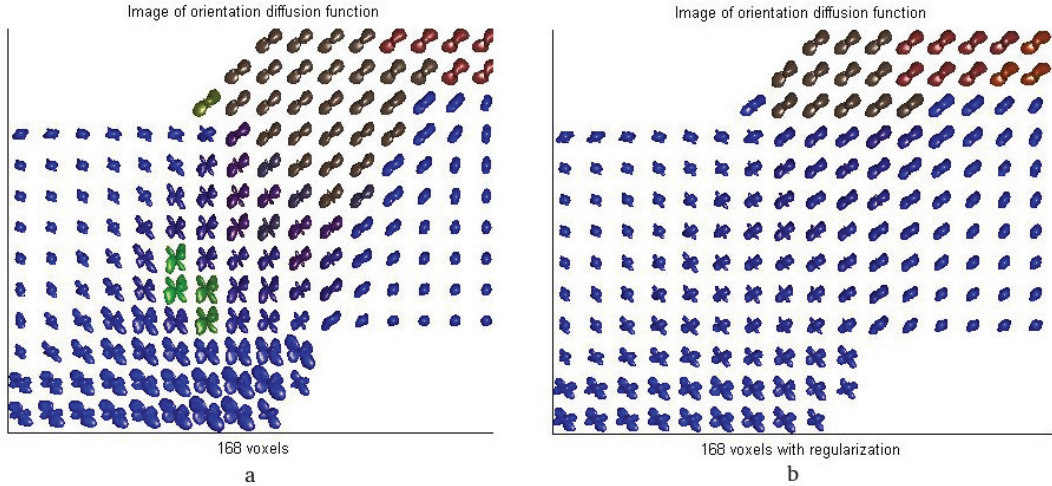 Image of orientation diffusion function
Image of orientation diffusion function
168 voxels
168 voxels with regularization
a
b